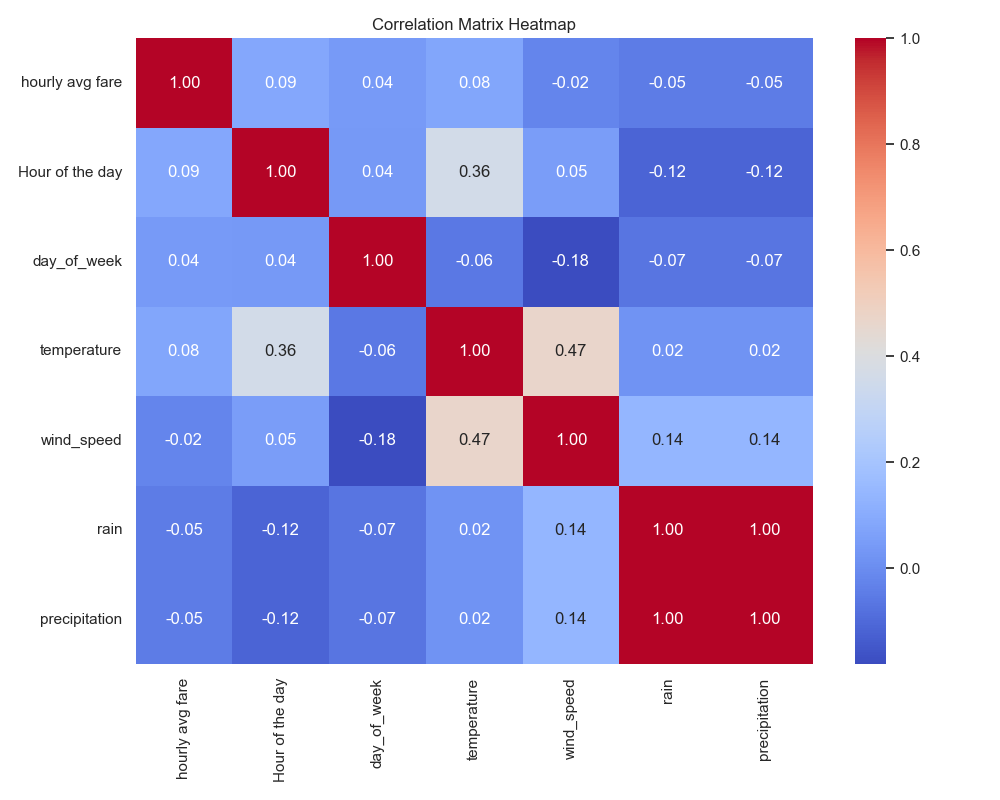 Correlation Matrix Heatmap
hourly avg fare 1.00 0.09 0.04 0.08 -0.02 -0.05 -0.05
Hour of the day 0.09 1.00 0.04 0.36 0.05 -0.12 -0.12
day_of_week 0.04 0.04 1.00 -0.06 -0.18 -0.07 -0.07
temperature 0.08 0.36 -0.06 1.00 0.47 0.02 0.02
wind_speed -0.02 0.05 -0.18 0.47 1.00 0.14 0.14
rain -0.05 -0.12 -0.07 0.02 0.14 1.00 1.00
precipitation -0.05 -0.12 -0.07 0.02 0.14 1.00 1.00
hourly avg fare
Hour of the day
day_of_week
temperature
wind_speed
rain
precipitation
1.0
0.8
0.6
0.4
0.2
0.0